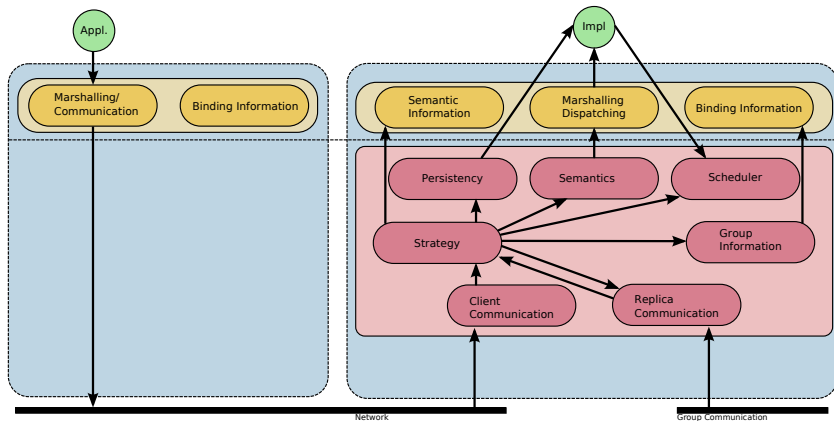 Appl.
Impl
Marshalling/
Communication
Binding Information
Semantic
Information
Marshalling
Dispatching
Binding Information
Persistency
Semantics
Scheduler
Strategy
Group
Information
Client
Communication
Replica
Communication
Network
Group Communication